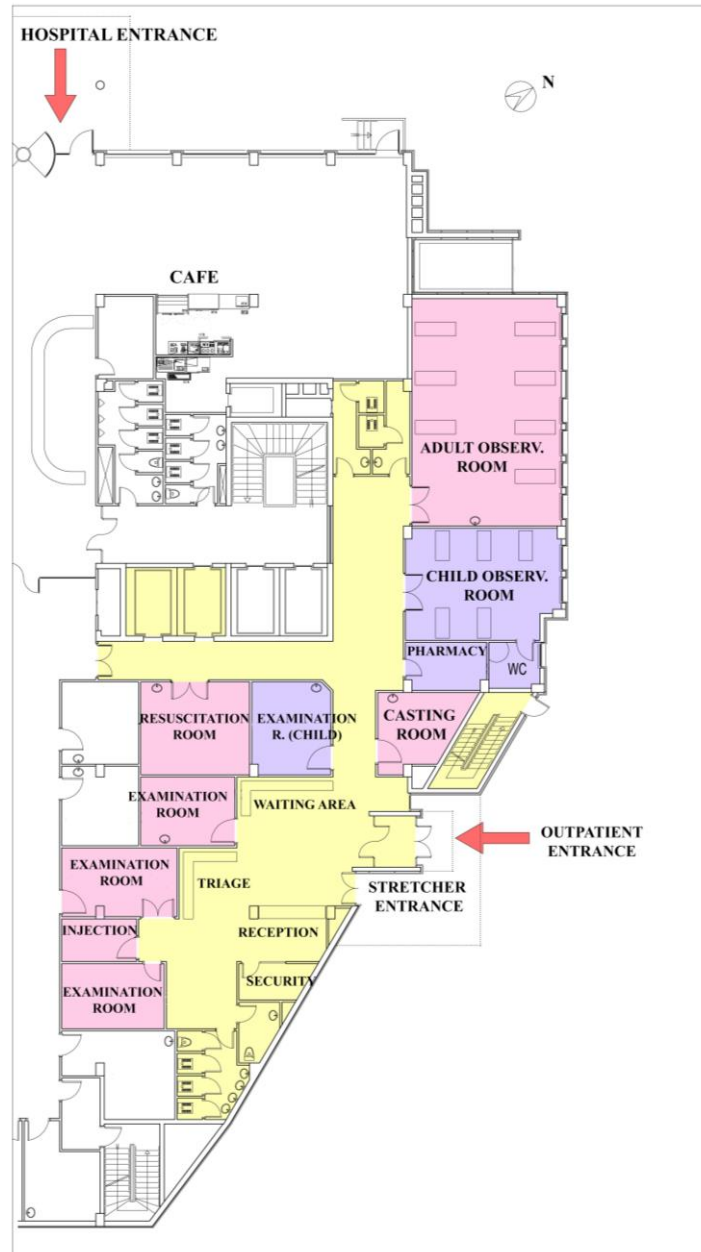 HOSPITAL ENTRANCE
N
CAFE
ADULT OBSERV.
ROOM
CHILD OBSERV.
ROOM
PHARMACY
WC
RESUSCITATION
ROOM
EXAMINATION
R. (CHILD)
CASTING
ROOM
EXAMINATION
ROOM
WAITING AREA
OUTPATIENT
ENTRANCE
EXAMINATION
ROOM
TRIAGE
STRETCHER
ENTRANCE
INJECTION
RECEPTION
EXAMINATION
ROOM
SECURITY